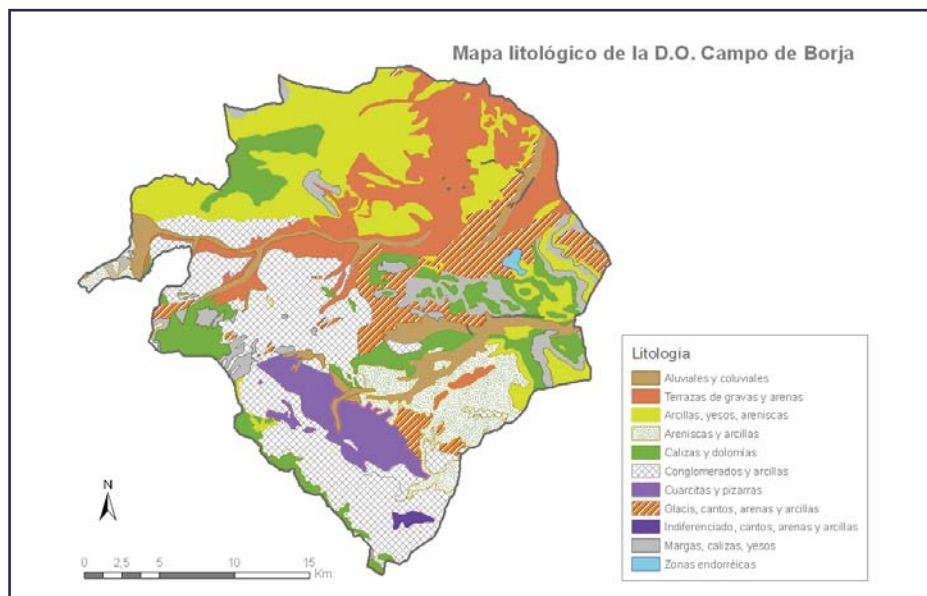 Mapa litológico de la D.O. Campo de Borja
Litología
Aluviales y coluviales
Terrazas de gravas y arenas
Arcillas, yesos, areniscas
Areniscas y arcillas
Calizas y dolomías
Conglomerados y arcillas
Cuarcitas y pizarras
Glacis, cantos, arenas y arcillas
Indiferenciado, cantos, arenas y arcillas
Margas, calizas, yesos
Zonas endorréicas
N
0 2,5 5 10 15
Km.